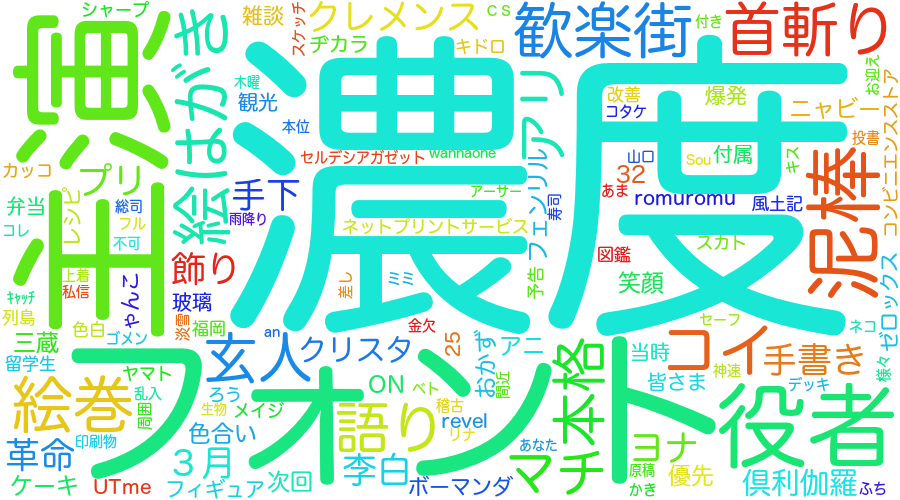 シャープ
雑談
クレメンス
スケッチ
CS
歓楽街
付き
首斬り
演
絵はがき
ヂカラ
キドロ
濃度
お迎え
木曜
観光
本位
改善
コタケ
爆発
ニャビー
コンビニエンスストア
投書
アリ
カッコ
プリ
レシピ
セルデシアガゼット
wannaone
フェンリル
山口
Sou
付属
キス
泥棒
手下
アーサー
寿司
32
あま
romuromu
風土記
弁当
総司
フル
雨降り
ネットプリントサービス
コレ
不可
王
飾り
図鑑
スカト
上着
私信
ゃんこ
玻璃
差し
ミミ
予告
笑顔
ゼロックス
ｷｬｯﾁ
列島
色白
淡雪
福岡
金欠
セーフ
ネコ
三蔵
ゴメン
玄人
an
クリスタ
25
おかず
アニ
本格
コイ
手書き
様々
留学生
ヤマト
フォント
間近
当時
神速
デッキ
絵巻
乱入
周囲
ろう
生物
メイジ
ON
ベト
皆さま
役者
印刷物
色合い
語り
稽古
リナ
revel
あなた
マチ
ヨナ
革命
3月
李白
原稿
優先
倶利伽羅
ケーキ
UTme
フィギュア
次回
ボーマンダ
かき
ふち